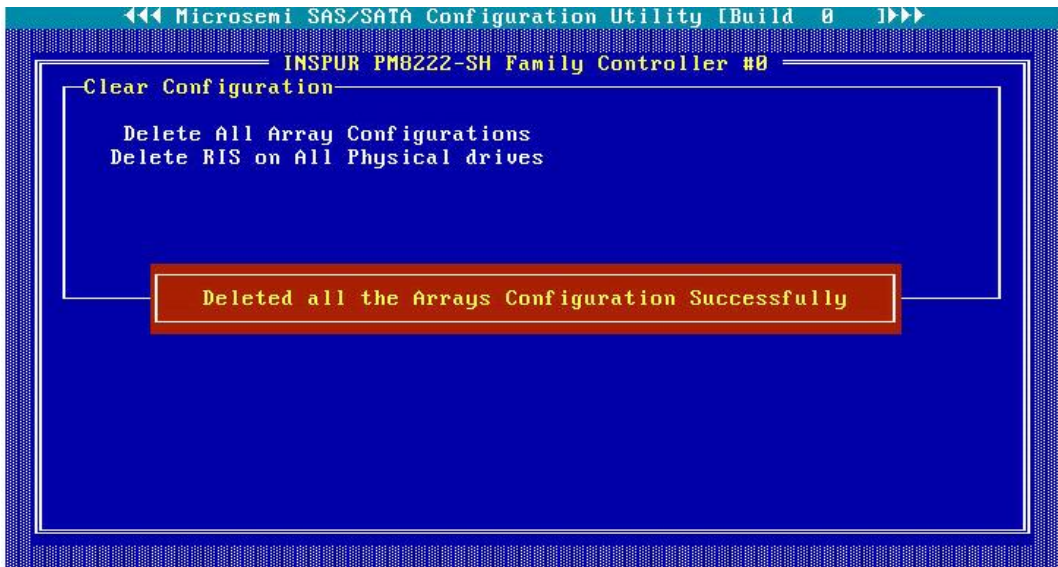 Microsemi SAS/SATA Configuration Utility [Build 0 ]
INSPUR PM8222-SH Family Controller #0
Clear Configuration
Delete All Array Configurations
Delete RIS on All Physical drives
Deleted all the Arrays Configuration Successfully